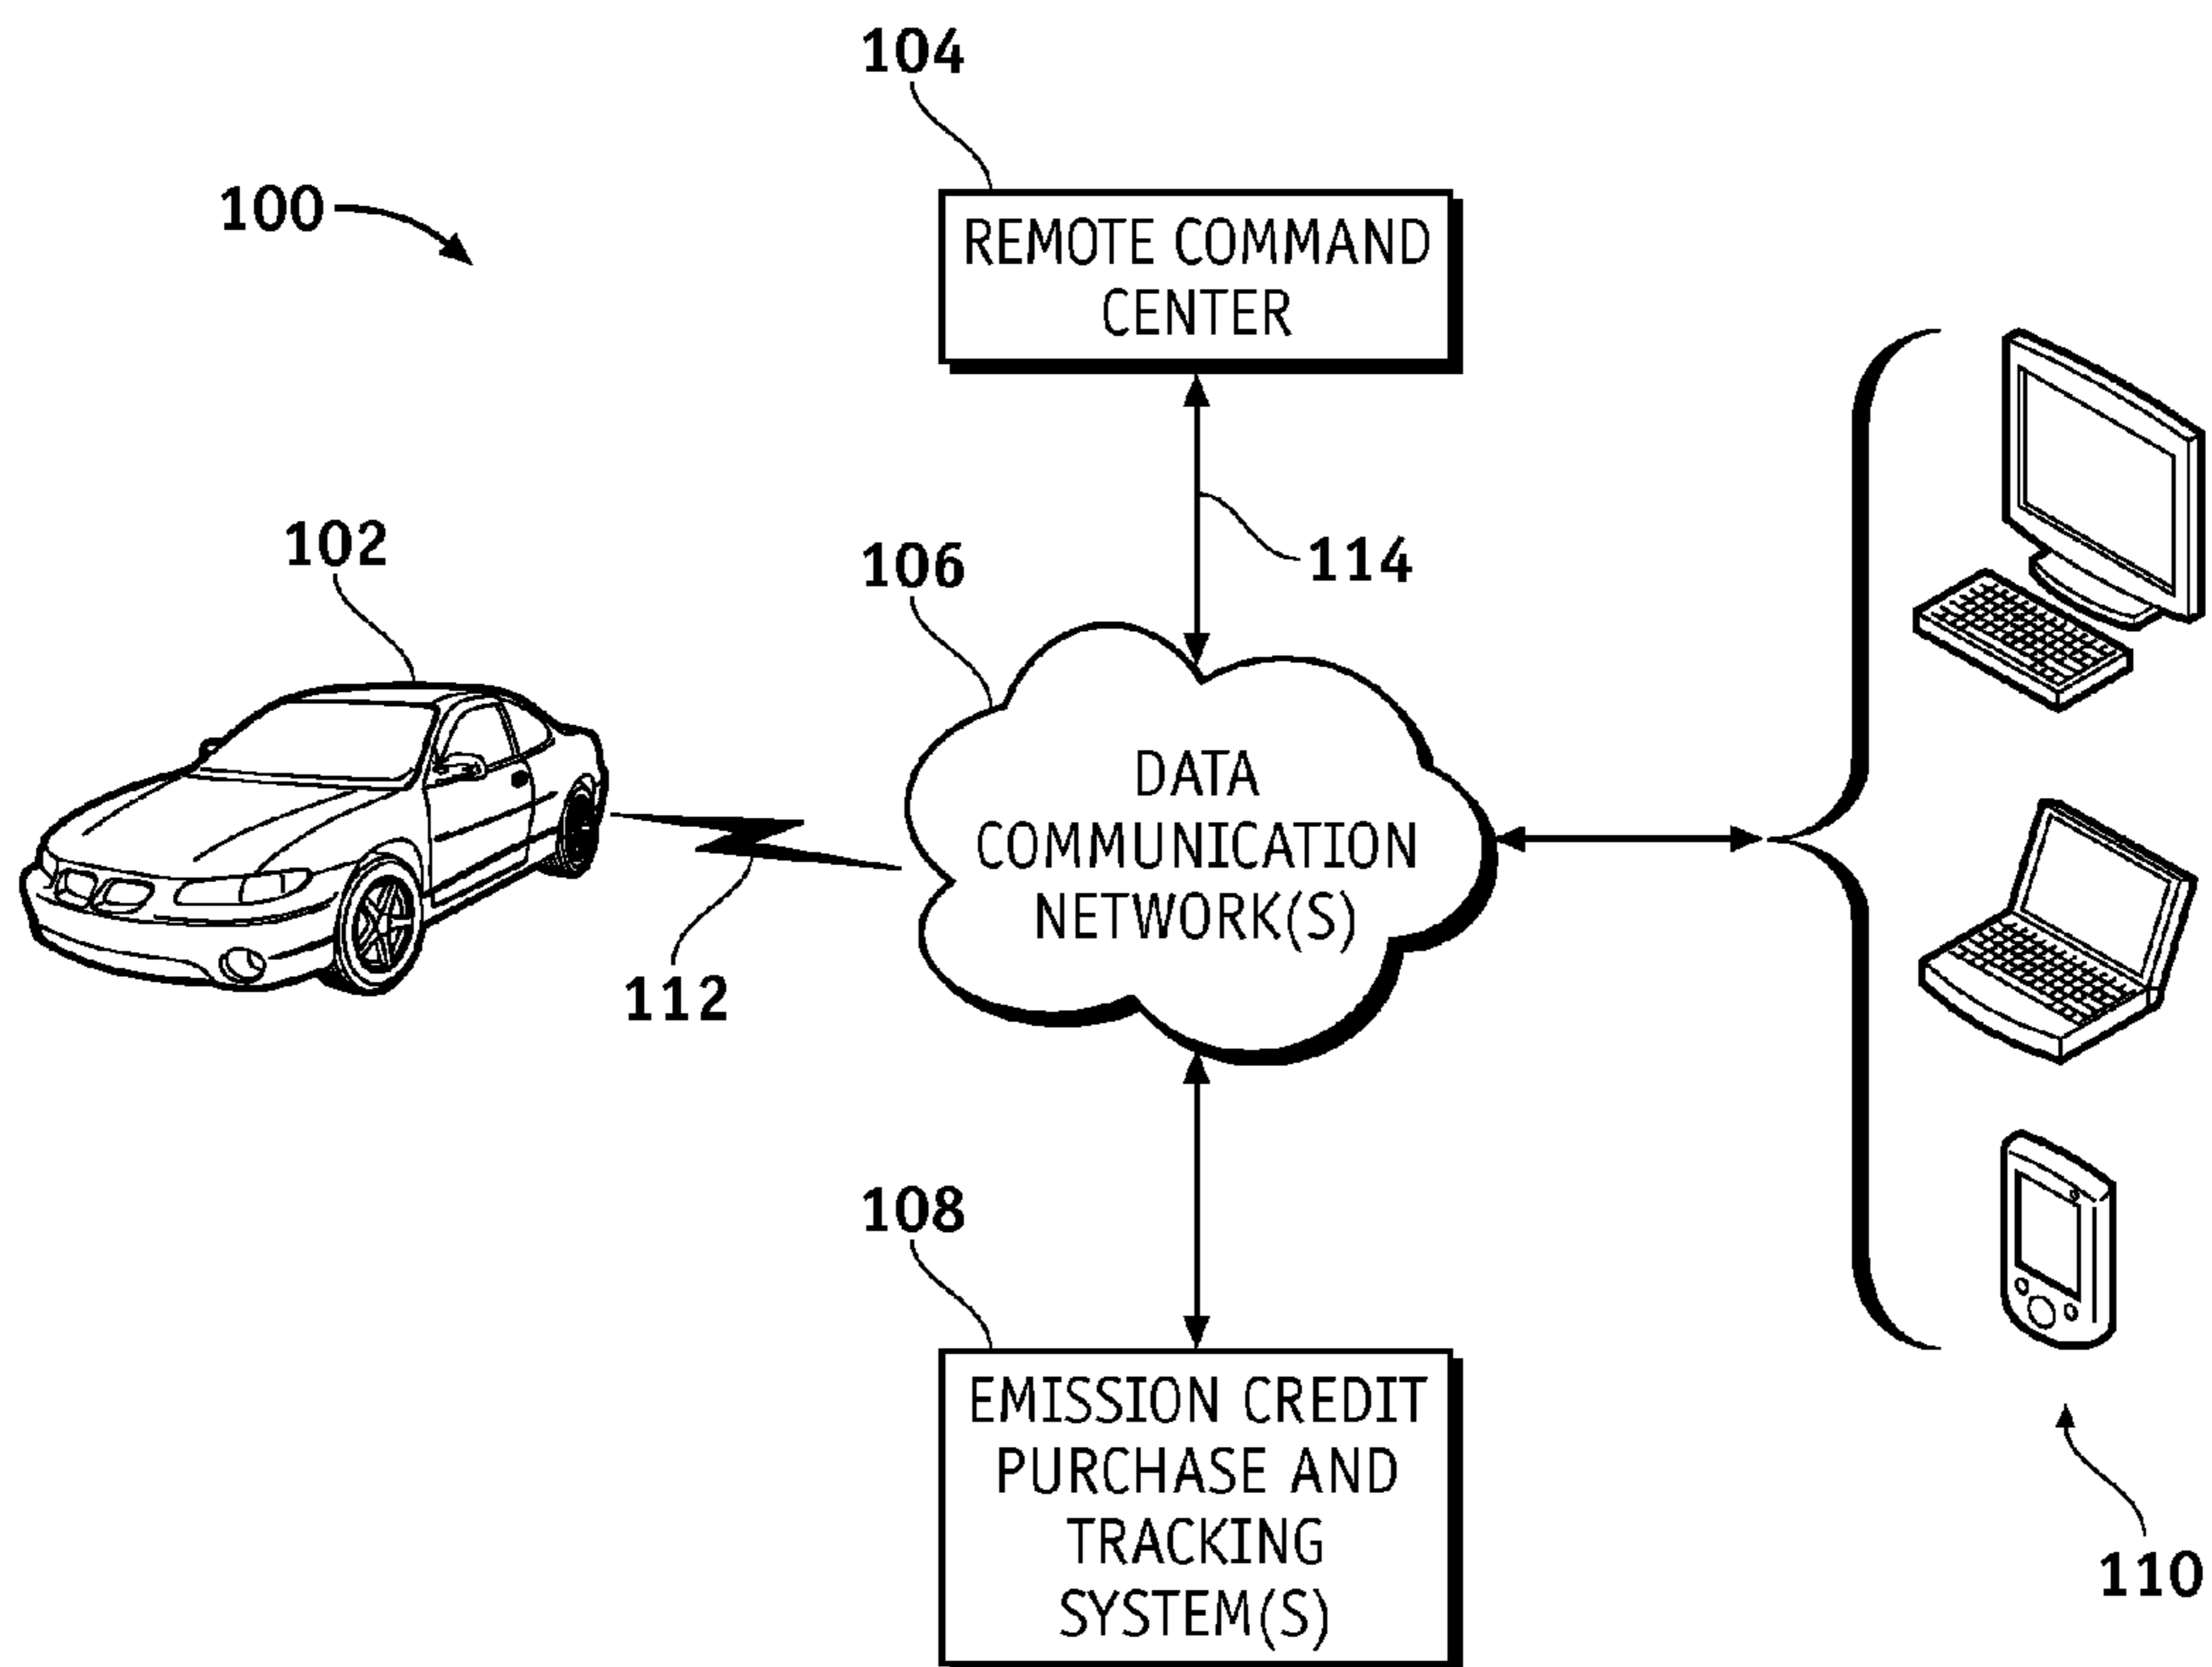 104
100
REMOTE COMMAND
CENTER
102
106
114
DATA
COMMUNICATION
NETWORK(S)
112
108
EMISSION CREDIT
PURCHASE AND
TRACKING
SYSTEM(S)
110